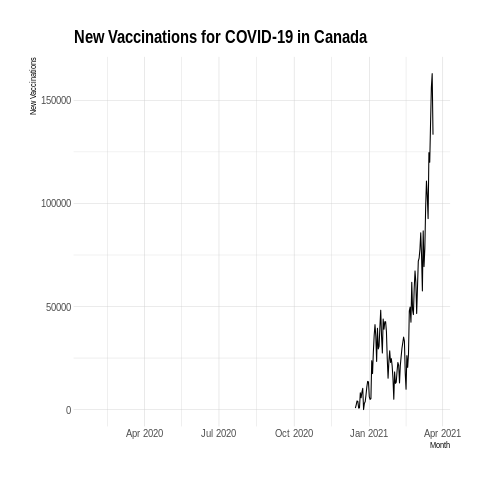 New Vaccinations for COVID-19 in Canada
New Vaccinations
150000
100000
50000
0
Apr 2020 Jul 2020 Oct 2020 Jan 2021 Apr 2021
Month